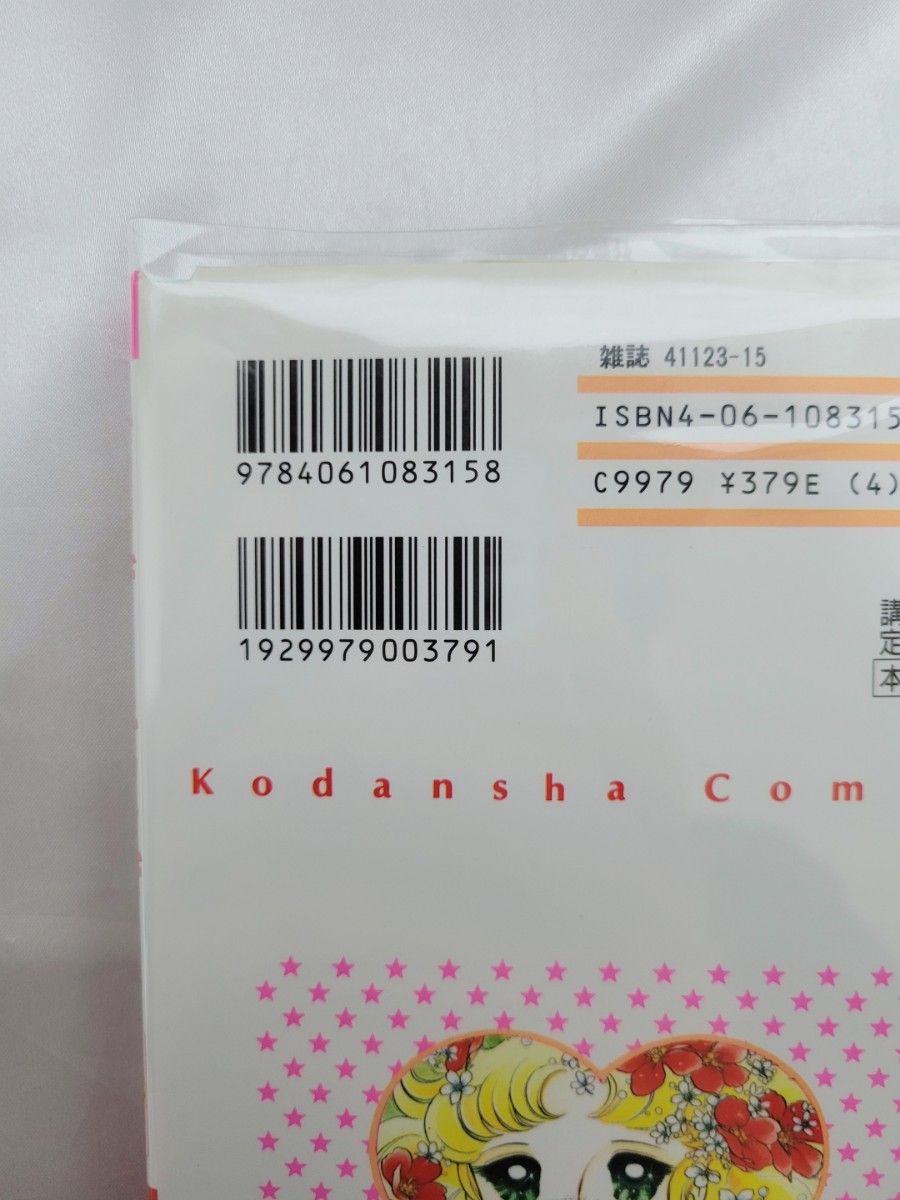 雑誌 41123-15
ISBN4-06-108315
C9979 ¥379E (4)
9784061083158
1929979003791
講
定
本
Kodansha Com